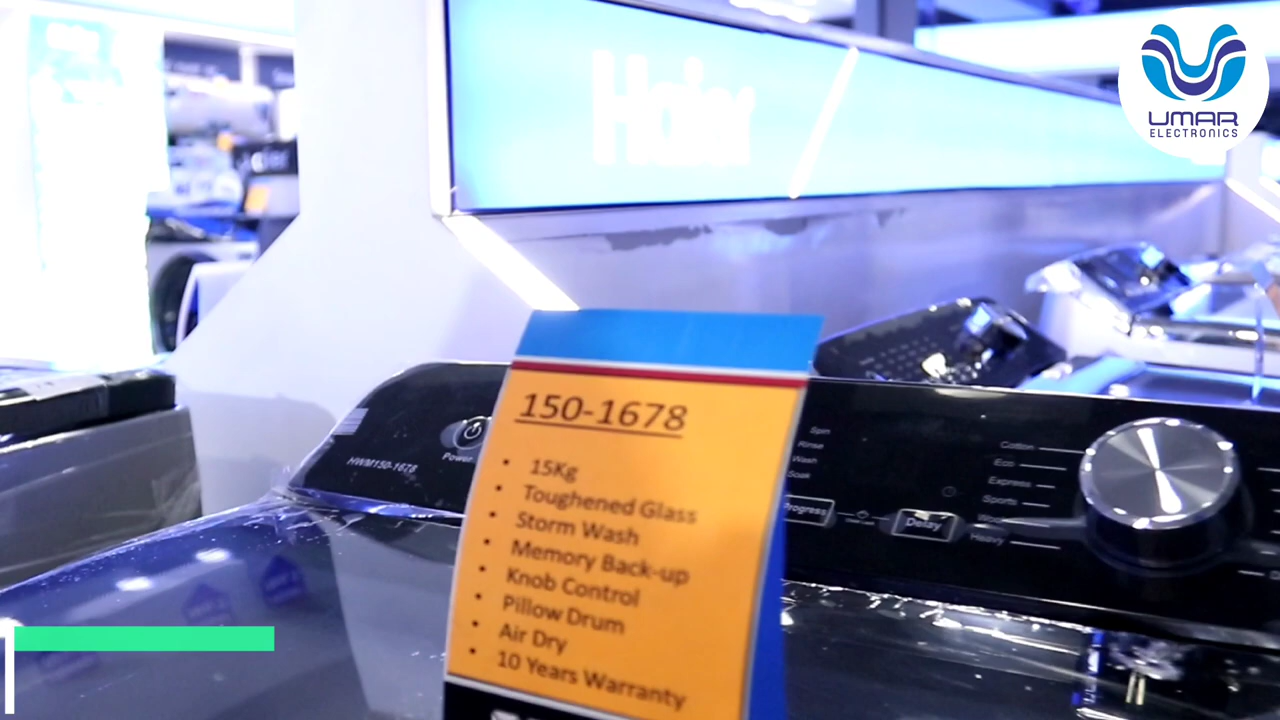 Haier
UMAR
ELECTRONICS
150-1678
• 15Kg
• Toughened Glass
• Storm Wash
• Memory Back-up
• Knob Control
• Pillow Drum
• Air Dry
• 10 Years Warranty
Power
HWM150-1678
Spin
Rinse
Wash
Soak
Progress
Delay
Cotton
Eco
Express
Sports
Heavy